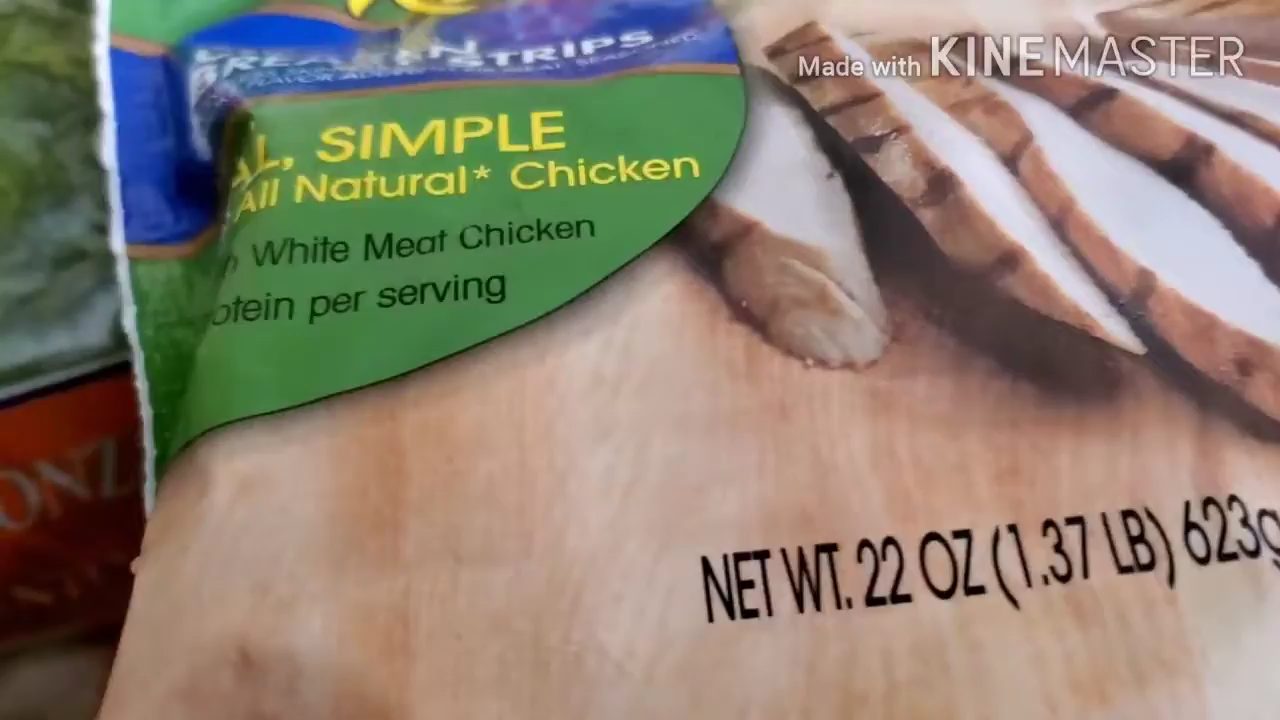 Made with KINEMASTER
STRIPS
AL, SIMPLE
All Natural* Chicken
White Meat Chicken
otein per serving
NET WT. 22 OZ (1.37 LB) 623g
ONZ